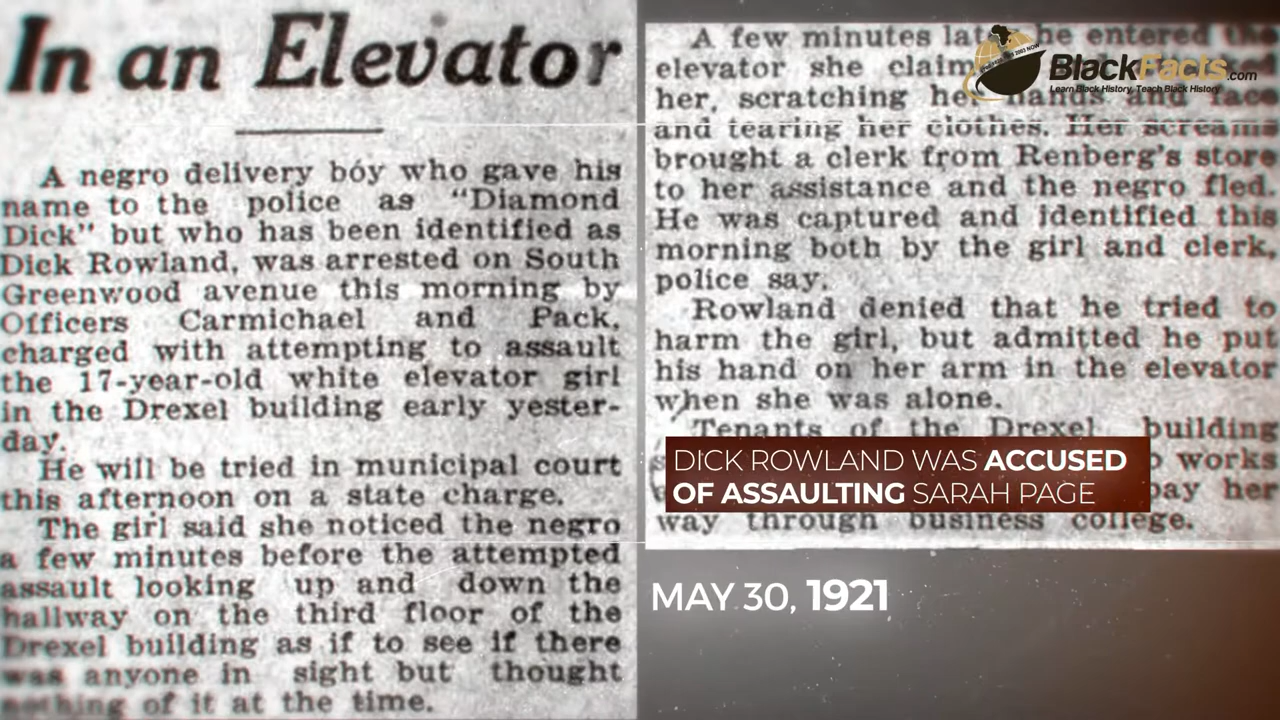 In an Elevator
A negro delivery boy who gave his
name to the police as "Diamond
Dick" but who has been identified as
Dick Rowland, was arrested on South
Greenwood avenue this morning by
Officers Carmichael and Pack,
charged with attempting to assault
the 17-year-old white elevator girl
in the Drexel building early yester-
day.
He will be tried in municipal court
this afternoon on a state charge.
The girl said she noticed the negro
a few minutes before the attempted
assault looking up and down the
hallway on the third floor of the
Drexel building as if to see if there
was anyone in sight but thought
nothing of it at the time.
A few minutes later he entered the
elevator she claim
her, scratching her hands and face
and tearing her clothes. Her screams
brought a clerk from Renberg's store
to her assistance and the negro fled.
He was captured and identified this
morning both by the girl and clerk,
police say.
Rowland denied that he tried to
harm the girl, but admitted he put
his hand on her arm in the elevator
when she was alone.
Tenants of the Drexel building
works
pay her
way through business college.
BlackFacts.com
Learn Black History, Teach Black History
DICK ROWLAND WAS ACCUSED
OF ASSAULTING SARAH PAGE
MAY 30, 1921